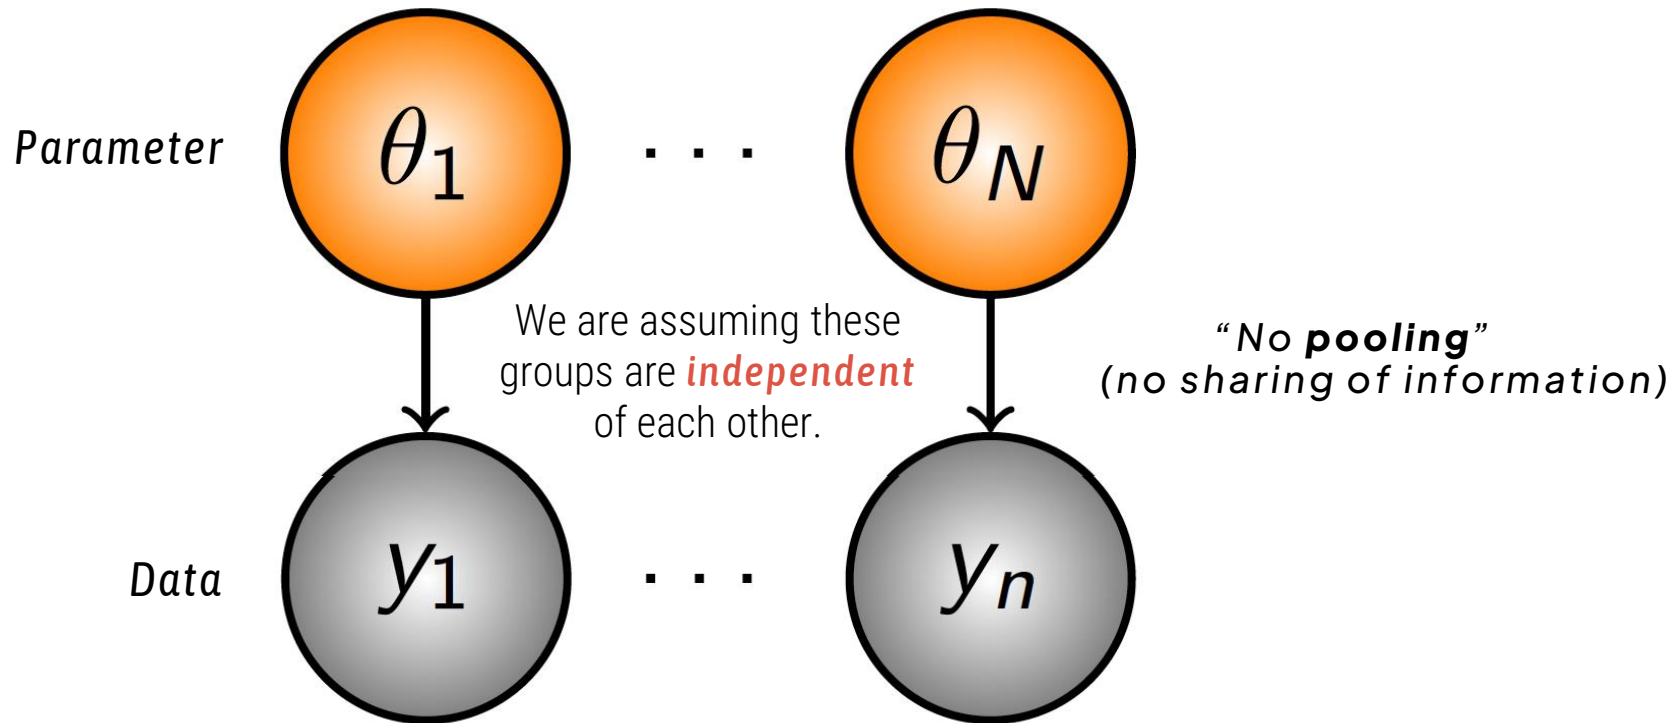 Parameter
θ1 . . . θN
We are assuming these
groups are independent
of each other.
“No pooling”
(no sharing of information)
Data
y1 . . . yn